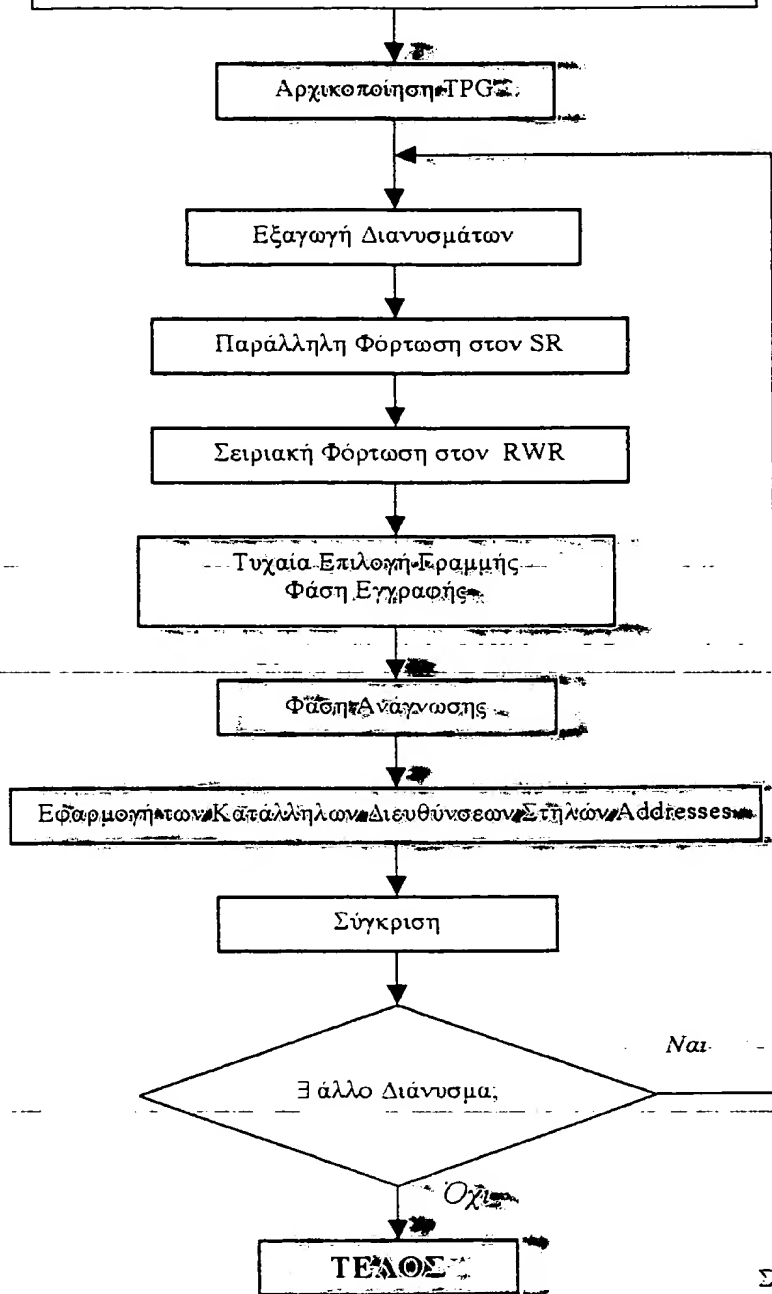 Αρχικοποίηση TPG
Εξαγωγή Διανυσμάτων
Παράλληλη Φόρτωση στον SR
Σειριακή Φόρτωση στον RWR
Τυχαία Επιλογή Γραμμής
Φάση Εγγραφής
Φάση Ανάγνωσης
Εφαρμογή των Κατάλληλων Διευθύνσεων Στηλών Addresses
Σύγκριση
∃ άλλο Διάνυσμα;
Ναι
Όχι
ΤΕΛΟΣ
Σ